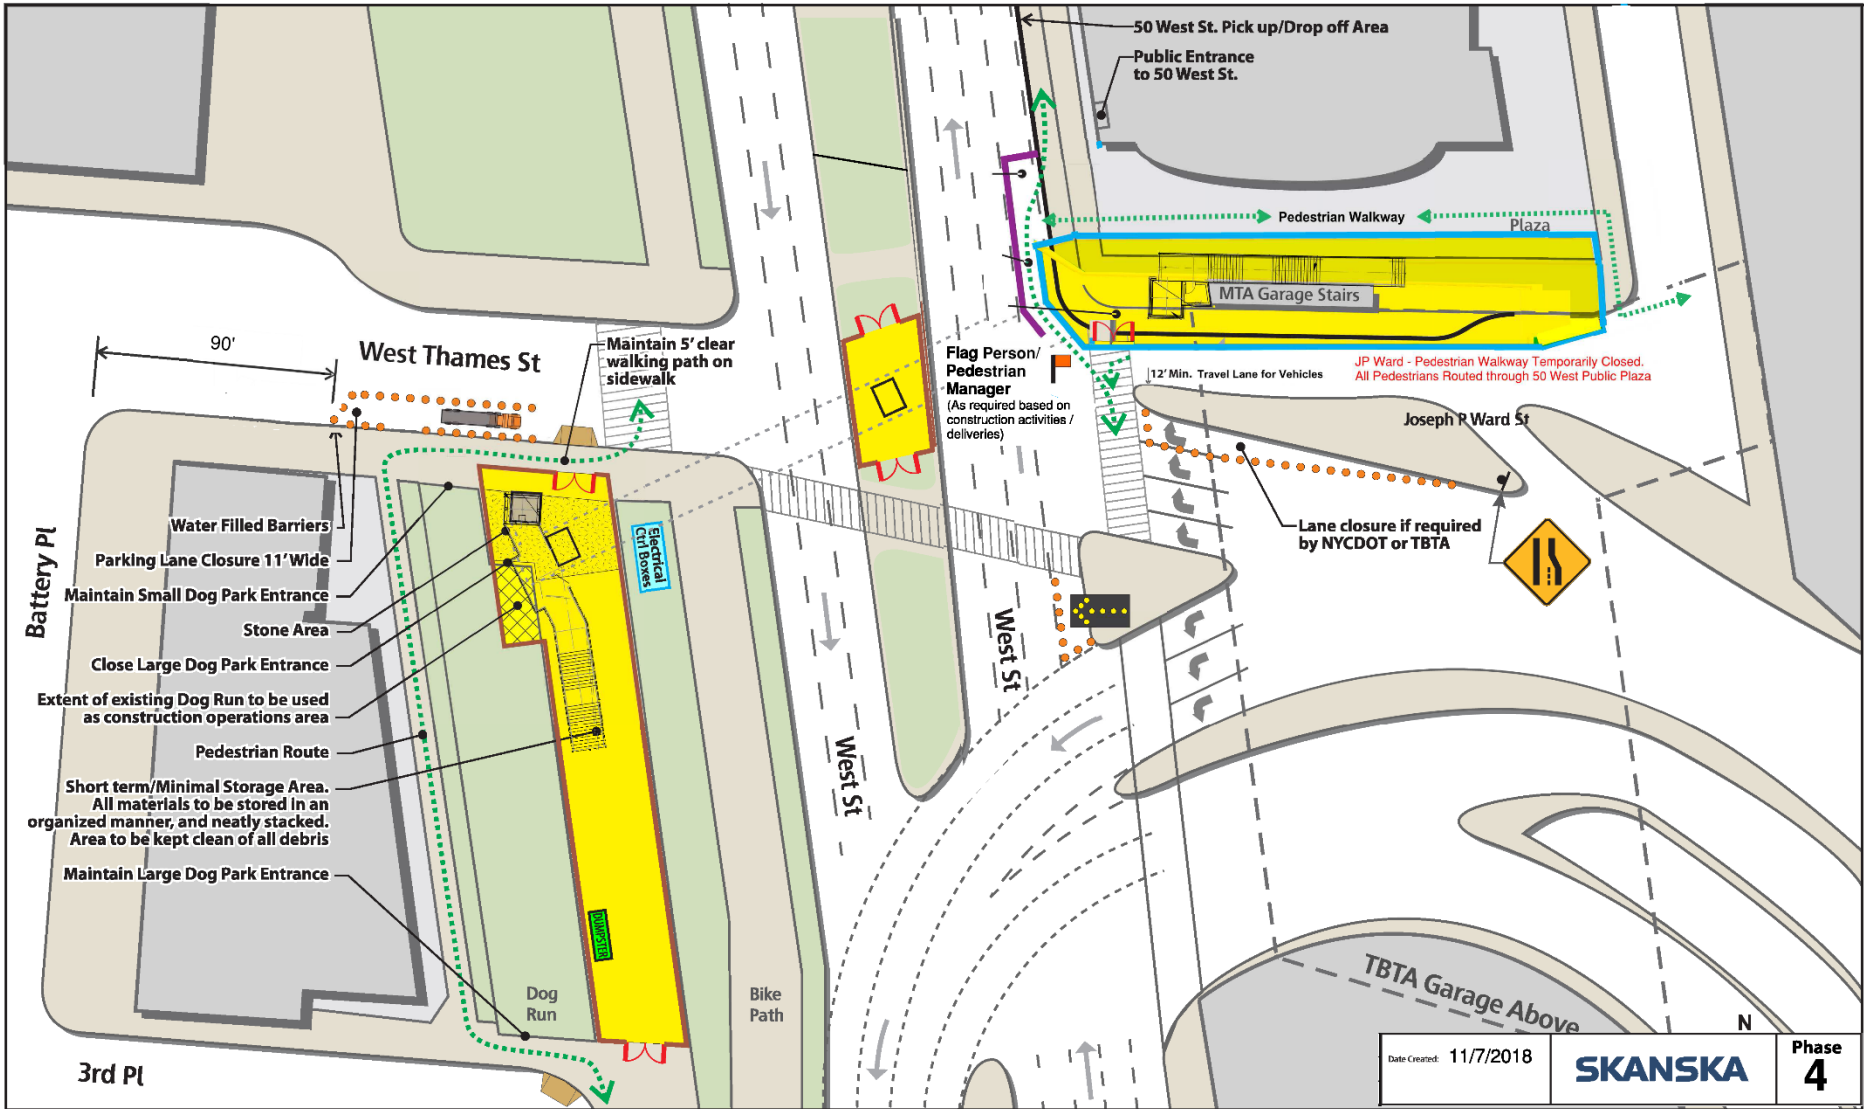 50 West St. Pick up/Drop off Area
Public Entrance
to 50 West St.
Pedestrian Walkway
Plaza
MTA Garage Stairs
JP Ward - Pedestrian Walkway Temporarily Closed.
All Pedestrians Routed through 50 West Public Plaza
12' Min. Travel Lane for Vehicles
Joseph P Ward St
Flag Person/
Pedestrian
Manager
(As required based on
construction activities /
deliveries)
Lane closure if required
by NYCDOT or TBTA
90'
West Thames St
Maintain 5' clear
walking path on
sidewalk
Water Filled Barriers
Parking Lane Closure 11' Wide
Maintain Small Dog Park Entrance
Stone Area
Close Large Dog Park Entrance
Extent of existing Dog Run to be used
as construction operations area
Pedestrian Route
Short term/Minimal Storage Area.
All materials to be stored in an
organized manner, and neatly stacked.
Area to be kept clean of all debris
Maintain Large Dog Park Entrance
Battery Pl
3rd Pl
Electrical
Ctrl Boxes
DUMPSTER
Dog
Run
Bike
Path
West St
West St
TBTA Garage Above
N
Date Created: 11/7/2018
SKANSKA
Phase
4